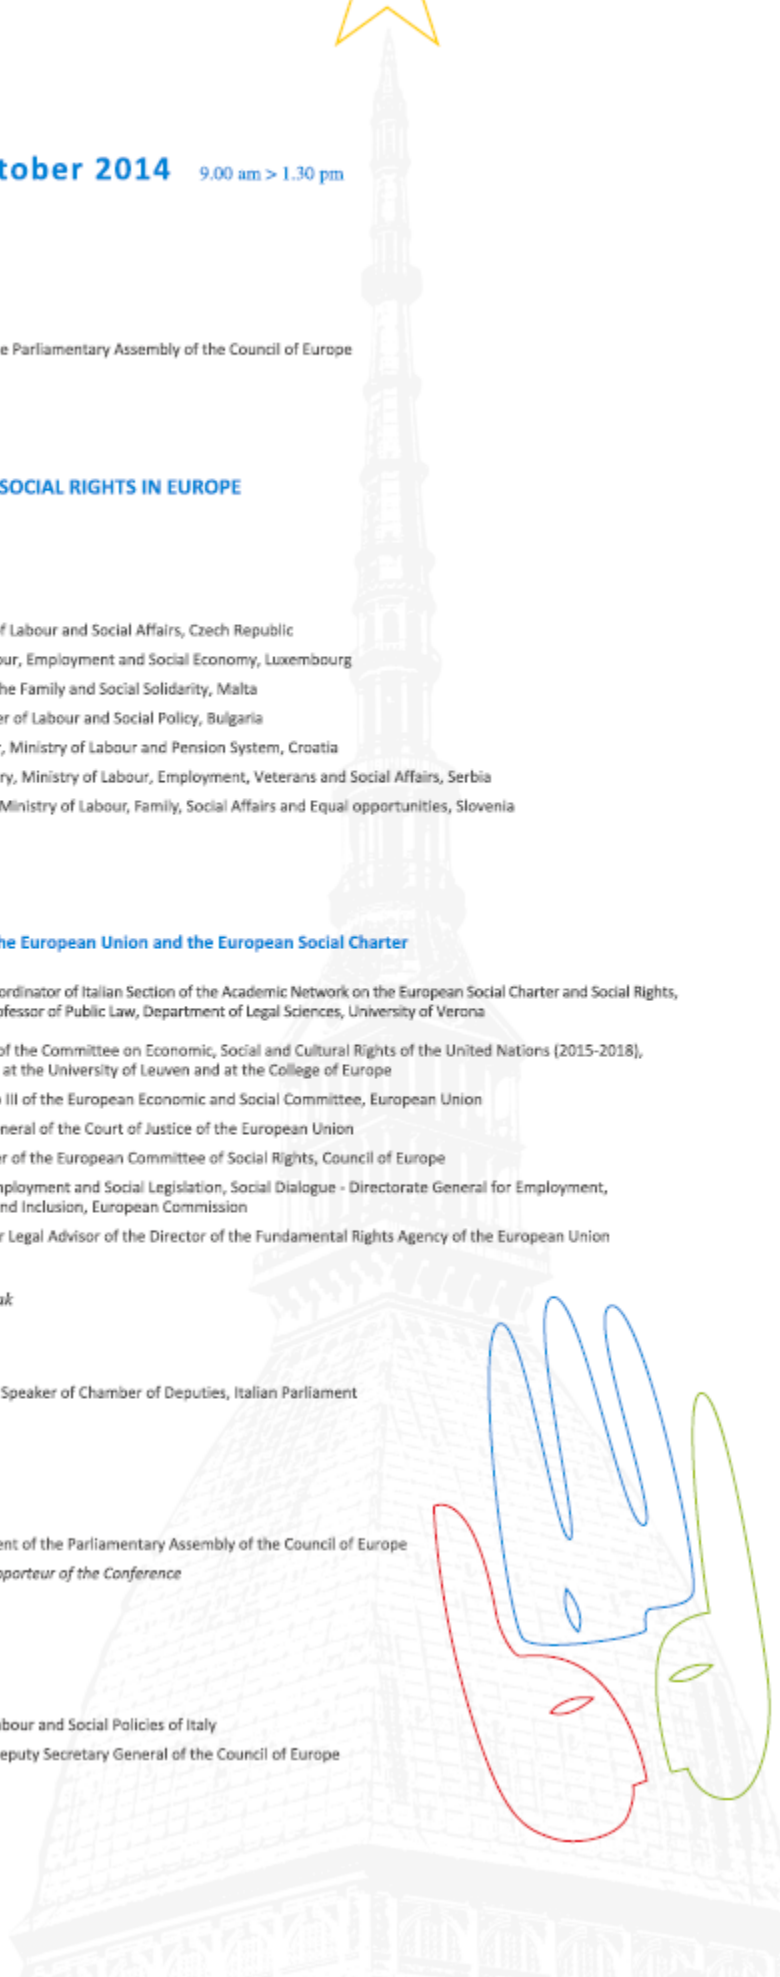 tober 2014 9.00 am > 1.30 pm
e Parliamentary Assembly of the Council of Europe
SOCIAL RIGHTS IN EUROPE
f Labour and Social Affairs, Czech Republic
our, Employment and Social Economy, Luxembourg
he Family and Social Solidarity, Malta
er of Labour and Social Policy, Bulgaria
, Ministry of Labour and Pension System, Croatia
ry, Ministry of Labour, Employment, Veterans and Social Affairs, Serbia
Ministry of Labour, Family, Social Affairs and Equal opportunities, Slovenia
he European Union and the European Social Charter
ordinator of Italian Section of the Academic Network on the European Social Charter and Social Rights,
ofessor of Public Law, Department of Legal Sciences, University of Verona
of the Committee on Economic, Social and Cultural Rights of the United Nations (2015-2018),
at the University of Leuven and at the College of Europe
III of the European Economic and Social Committee, European Union
neral of the Court of Justice of the European Union
er of the European Committee of Social Rights, Council of Europe
mployment and Social Legislation, Social Dialogue - Directorate General for Employment,
nd Inclusion, European Commission
r Legal Advisor of the Director of the Fundamental Rights Agency of the European Union
ak
Speaker of Chamber of Deputies, Italian Parliament
ent of the Parliamentary Assembly of the Council of Europe
pporteur of the Conference
abour and Social Policies of Italy
eputy Secretary General of the Council of Europe